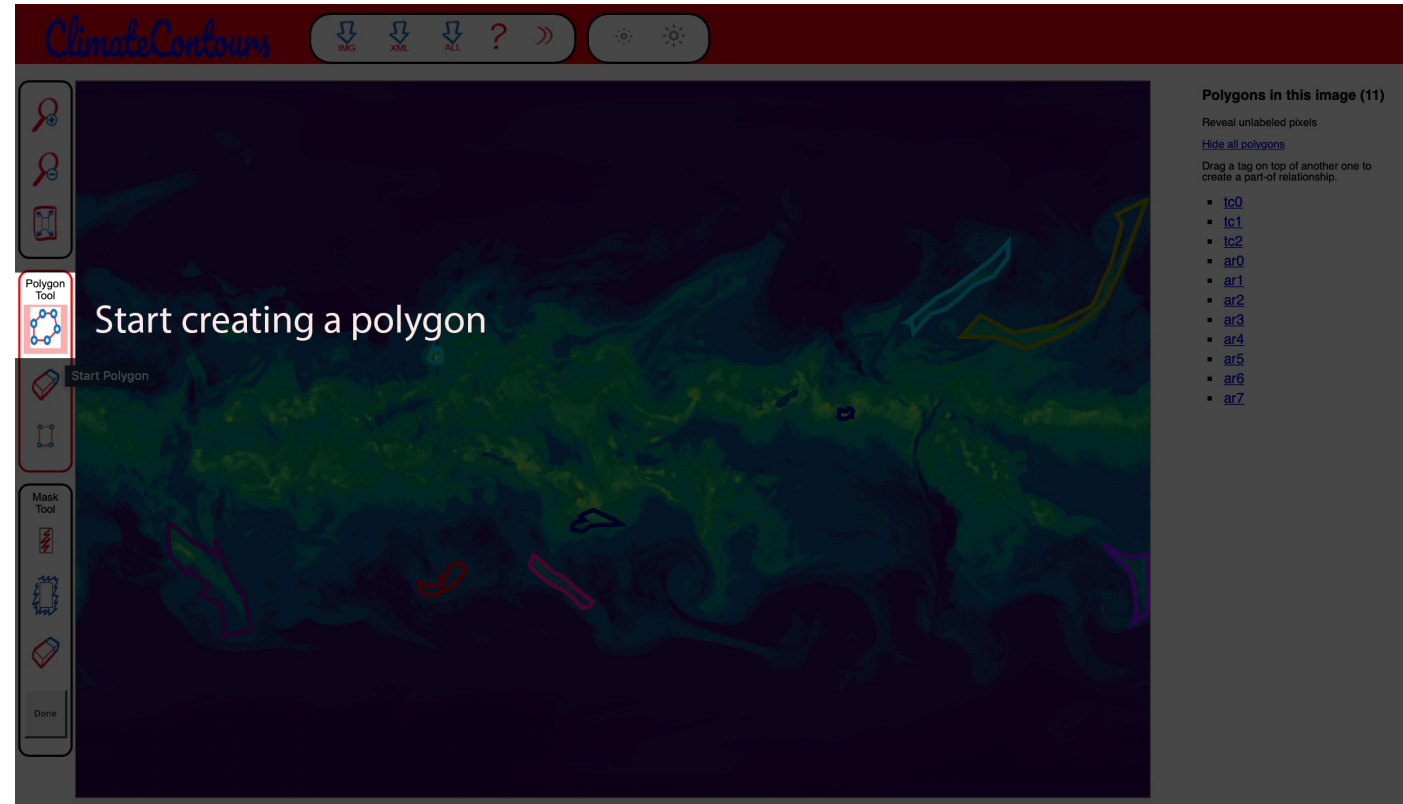 ClimateContours
IMG
XML
ALL
?
Polygons in this image (11)
Reveal unlabeled pixels
Hide all polygons
Drag a tag on top of another one to
create a part-of relationship.
tc0
tc1
tc2
ar0
ar1
ar2
ar3
ar4
ar5
ar6
ar7
Polygon
Tool
Start creating a polygon
Start Polygon
Mask
Tool
Done